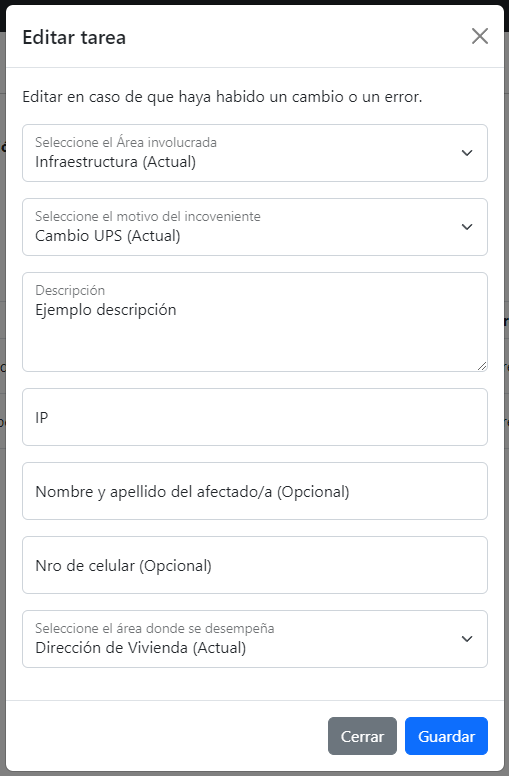 Editar tarea
Editar en caso de que haya habido un cambio o un error.
Seleccione el Área involucrada
Infraestructura (Actual)
Seleccione el motivo del incoveniente
Cambio UPS (Actual)
Descripción
Ejemplo descripción
IP
Nombre y apellido del afectado/a (Opcional)
Nro de celular (Opcional)
Seleccione el área donde se desempeña
Dirección de Vivienda (Actual)
Cerrar Guardar